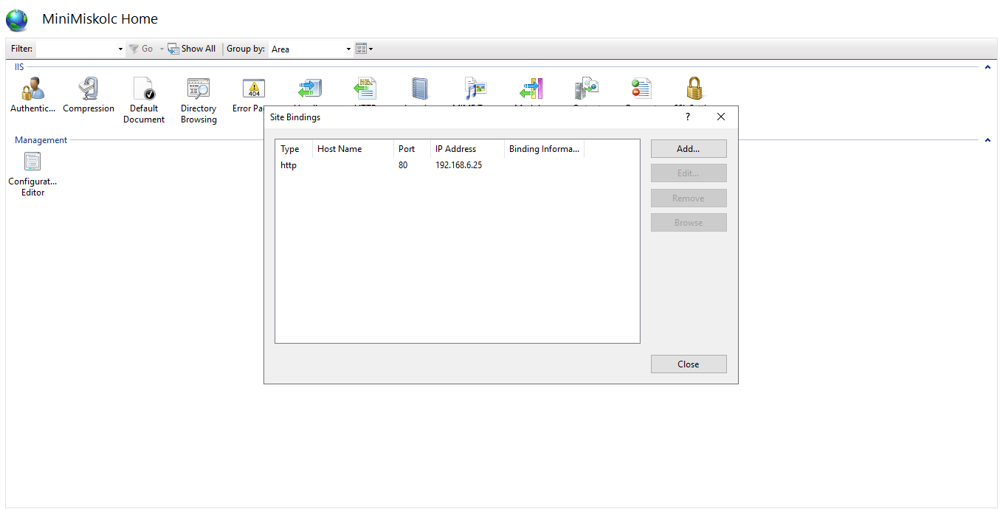 MiniMiskolc Home
Filter:
Go
Show All
Group by:
Area
IIS
Authentic...
Compression
Default
Document
Directory
Browsing
404
Error Pa
Site Bindings
?
Type
Host Name
Port
IP Address
Binding Informa...
http
80
192.168.6.25
Add...
Edit...
Remove
Browse
Close
Management
Configurat...
Editor